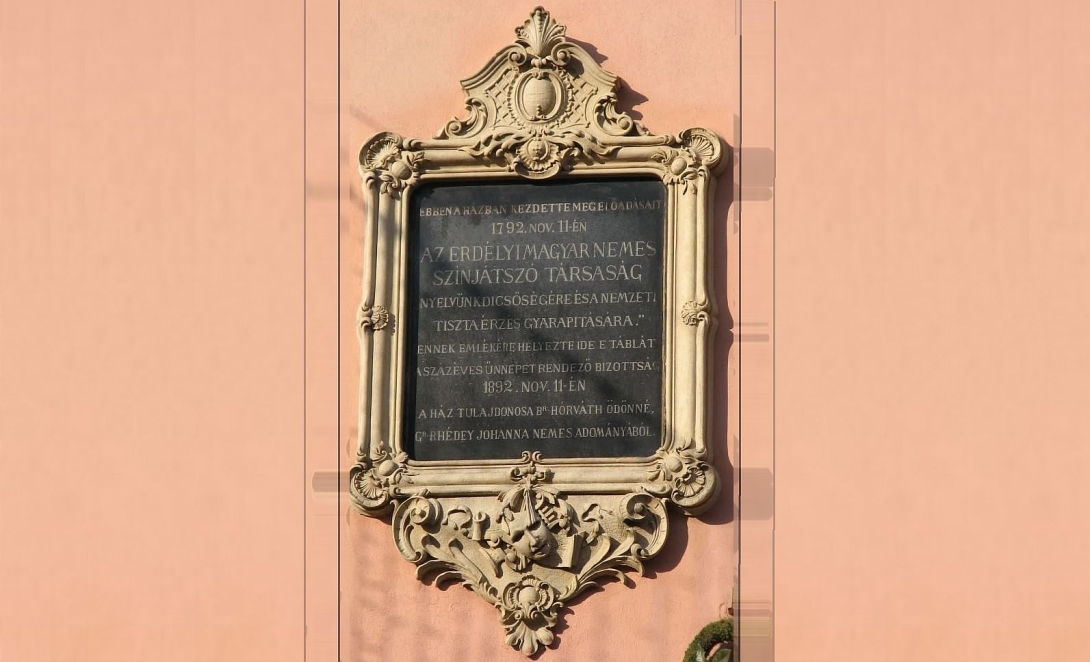 EBBEN A HÁZBAN KEZDETTE MEG ELŐADÁSAIT
1792. NOV. 11-ÉN
AZ ERDÉLYI MAGYAR NEMES
SZÍNJÁTSZÓ TÁRSASÁG
NYELVÜNK DICSŐSÉGÉRE ÉS A NEMZETI
TISZTA ÉRZÉS GYARAPITÁSÁRA."
ENNEK EMLÉKÉRE HELYEZTE IDE E TÁBLÁT
A SZÁZÉVES ÜNNEPET RENDEZŐ BIZOTTSÁG
1892. NOV. 11-ÉN
A HÁZ TULAJDONOSA BR. HORVÁTH ÖDÖNNÉ,
GR. RHÉDEY JOHANNA NEMES ADOMÁNYÁBÓL.